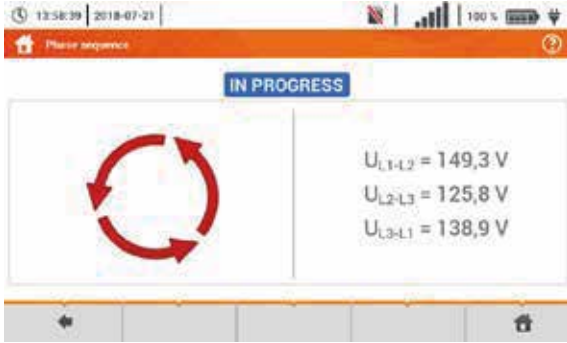 13:58:39 2018-07-21 100 %
Phase sequence
IN PROGRESS
UL1-L2 = 149,3 V
UL2-L3 = 125,8 V
UL3-L1 = 138,9 V